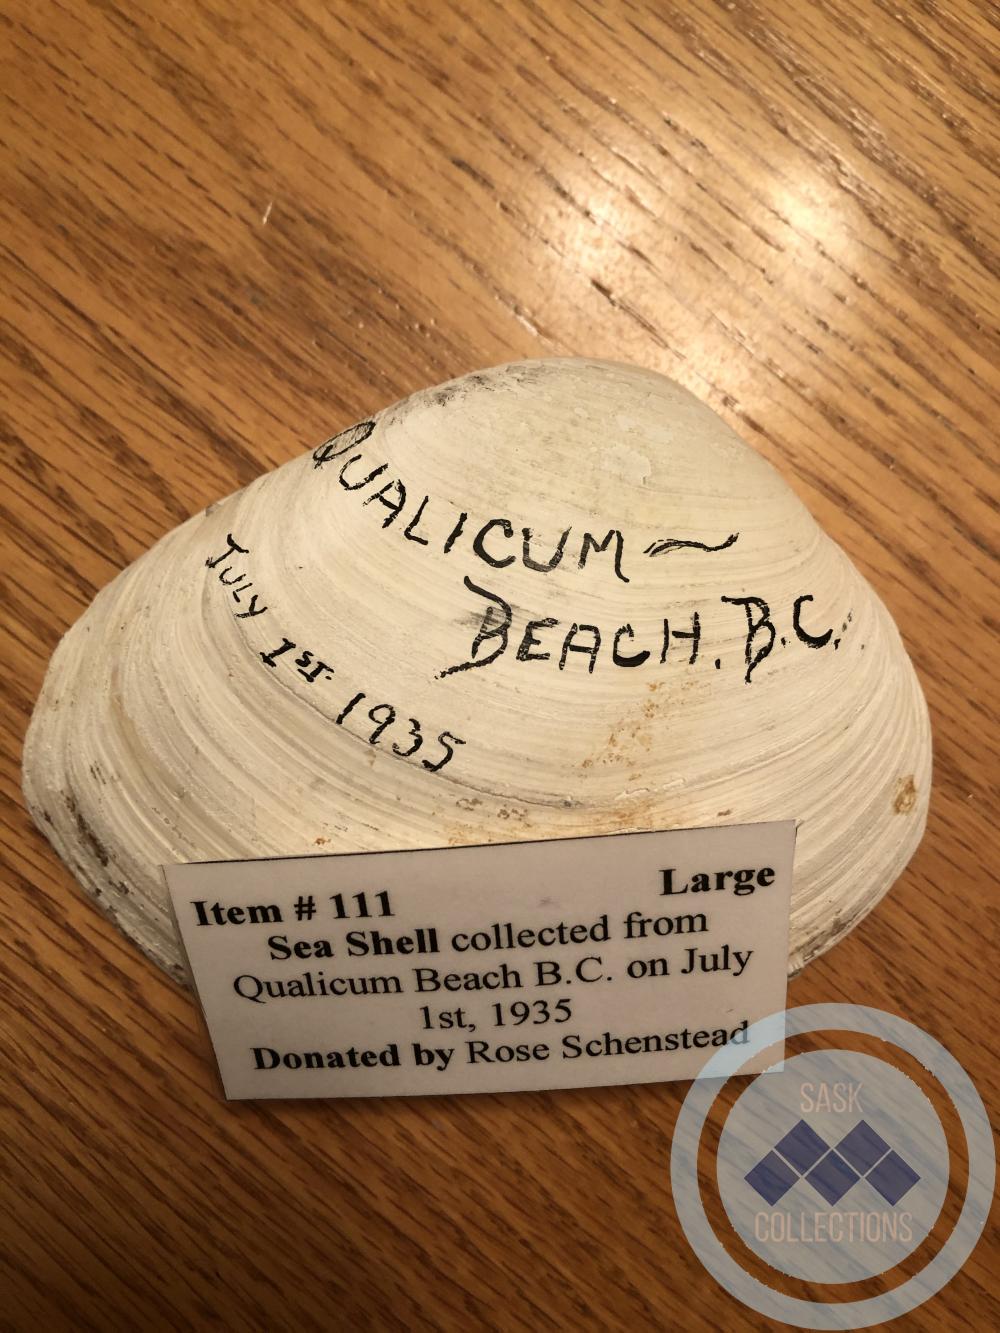 QUALICUM ~
BEACH. B.C.
JULY 1ST. 1935
Item # 111 Large
Sea Shell collected from
Qualicum Beach B.C. on July
1st, 1935
Donated by Rose Schenstead
SASK
COLLECTIONS